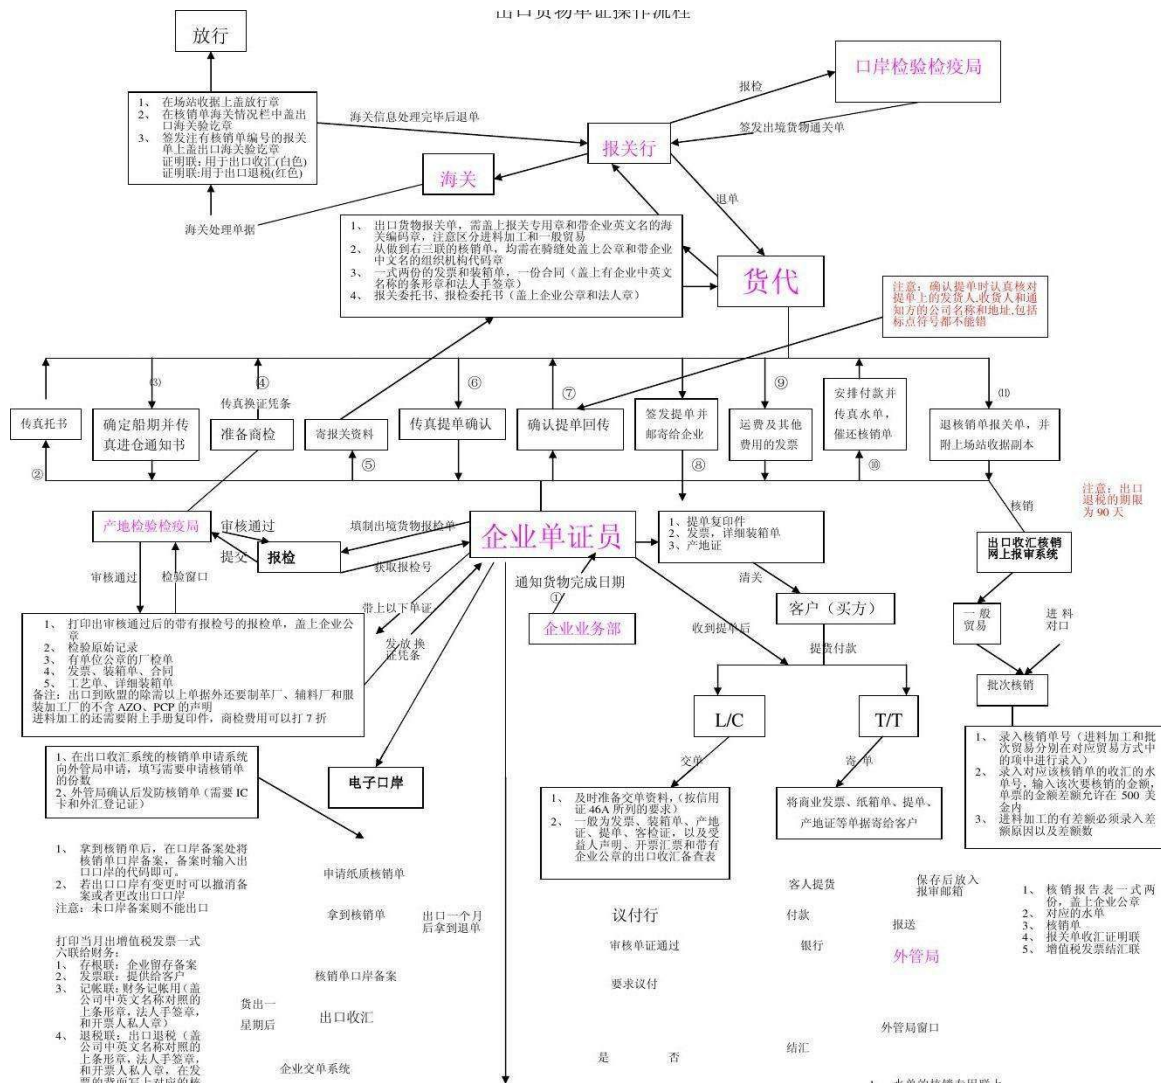 出口货物单证操作流程
放行
口岸检验检疫局
报检
1、 在场站收据上盖放行章
2、 在核销单海关情况栏中盖出
口海关验讫章
3、 签发注有核销单编号的报关
单上盖出口海关验讫章
证明联：用于出口收汇(白色)
证明联:用于出口退税(红色)
海关信息处理完毕后退单
签发出境货物通关单
报关行
海关
退单
海关处理单据
1、 出口货物报关单，需盖上报关专用章和带企业英文名的海
关编码章，注意区分进料加工和一般贸易
2、 从做到右三联的核销单，均需在骑缝处盖上公章和带企业
中文名的组织机构代码章
3、 一式两份的发票和装箱单，一份合同（盖上有企业中英文
名称的条形章和法人手签章）
4、 报关委托书、报检委托书（盖上企业公章和法人章）
货代
注意：确认提单时认真核对
提单上的发货人,收货人和通
知方的公司名称和地址,包括
标点符号都不能错
⑶
④
⑥
⑦
⑨
⑾
传真换证凭条
传真托书
确定船期并传
真进仓通知书
准备商检
寄报关资料
传真提单确认
确认提单回传
签发提单并
邮寄给企业
运费及其他
费用的发票
安排付款并
传真水单，
催还核销单
退核销单报关单，并
附上场站收据副本
②
⑤
⑧
⑩
注意：出口
退税的期限
为 90 天
核销
产地检验检疫局
审核通过
提交
报检
填制出境货物报检单
获取报检号
企业单证员
1、提单复印件
2、发票，详细装箱单
3、产地证
出口收汇核销
网上报审系统
审核通过
检验窗口
带上以下单证
通知货物完成日期
①
清关
客户（买方）
一 般
贸易
进 料
对口
企业业务部
收到提单后
提货付款
发 放 换
证凭条
1、 打印出审核通过后的带有报检号的报检单，盖上企业公
章
2、 检验原始记录
3、 有单位公章的厂检单
4、 发票、装箱单、合同
5、 工艺单、详细装箱单
备注：出口到欧盟的除需以上单据外还要制革厂、辅料厂和服
装加工厂的不含 AZO、PCP 的声明
进料加工的还需要附上手册复印件，商检费用可以打 7 折
批次核销
L/C
T/T
交单
寄 单
1、在出口收汇系统的核销单申请系统
向外管局申请，填写需要申请核销单
的份数
2、外管局确认后发防核销单（需要 IC
卡和外汇登记证）
电子口岸
1、 及时准备交单资料，（按信用
证 46A 所列的要求）
2、 一般为发票、装箱单、产地
证、提单、客检证，以及受
益人声明、开票汇票和带有
企业公章的出口收汇备查表
将商业发票、纸箱单、提单、
产地证等单据寄给客户
1、 录入核销单号（进料加工和批
次贸易分别在对应贸易方式中
的项中进行录入）
2、 录入对应该核销单的收汇的水
单号，输入该次要核销的金额，
单票的金额差额允许在 500 美
金内
3、 进料加工的有差额必须录入差
额原因以及差额数
1、 拿到核销单后，在口岸备案处将
核销单口岸备案，备案时输入出
口口岸的代码即可。
2、 若出口口岸有变更时可以撤消备
案或者更改出口口岸
注意：未口岸备案则不能出口
申请纸质核销单
拿到核销单
出口一个月
后拿到退单
议付行
客人提货
保存后放入
报审邮箱
付款
报送
审核单证通过
银行
外管局
1、 核销报告表一式两
份，盖上企业公章
2、 对应的水单
3、 核销单
4、 报关单收汇证明联
5、 增值税发票结汇联
打印当月出增值税发票一式
六联给财务：
1、 存根联：企业留存备案
2、 发票联：提供给客户
3、 记帐联：财务记帐用（盖
公司中英文名称对照的
上条形章，法人手签章，
和开票人私人章）
4、 退税联：出口退税（盖
公司中英文名称对照的
上条形章，法人手签章，
和开票人私人章，在发
票的背面写上对应的核
核销单口岸备案
要求议付
货出一
星期后
出口收汇
外管局窗口
结汇
是
否
企业交单系统